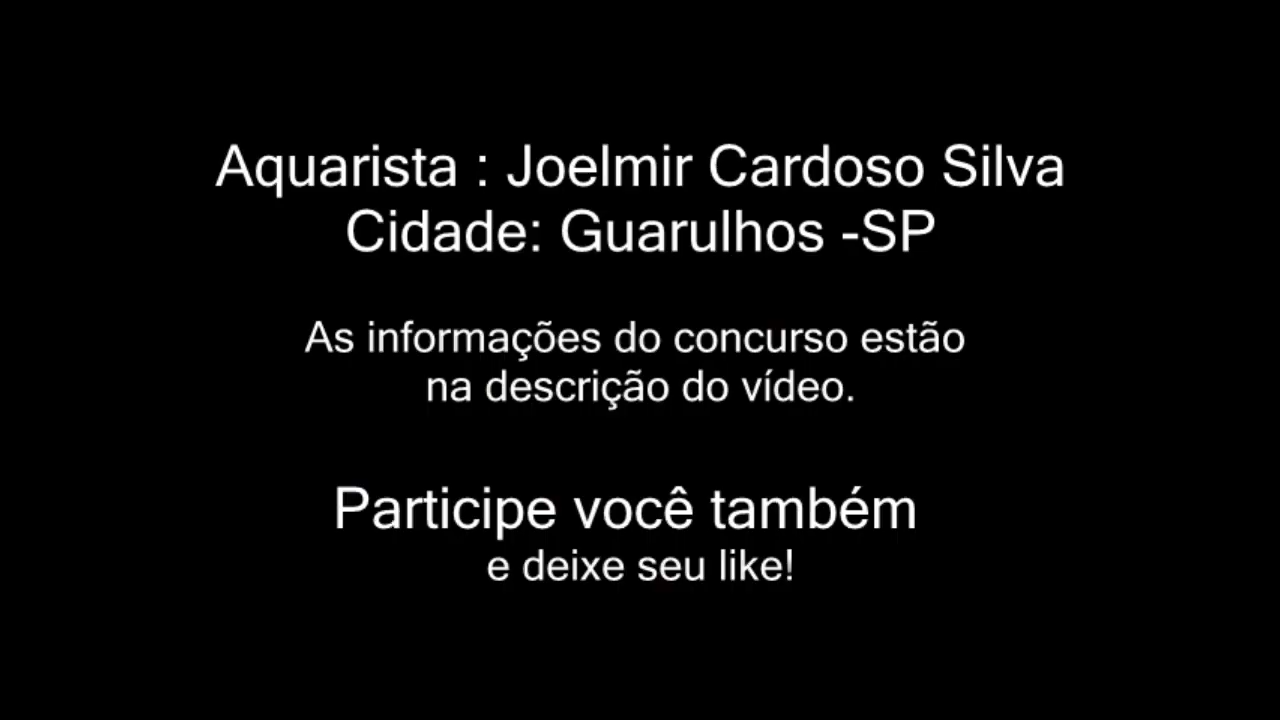 Aquarista : Joelmir Cardoso Silva
Cidade: Guarulhos -SP
As informações do concurso estão
na descrição do vídeo.
Participe você também
e deixe seu like!